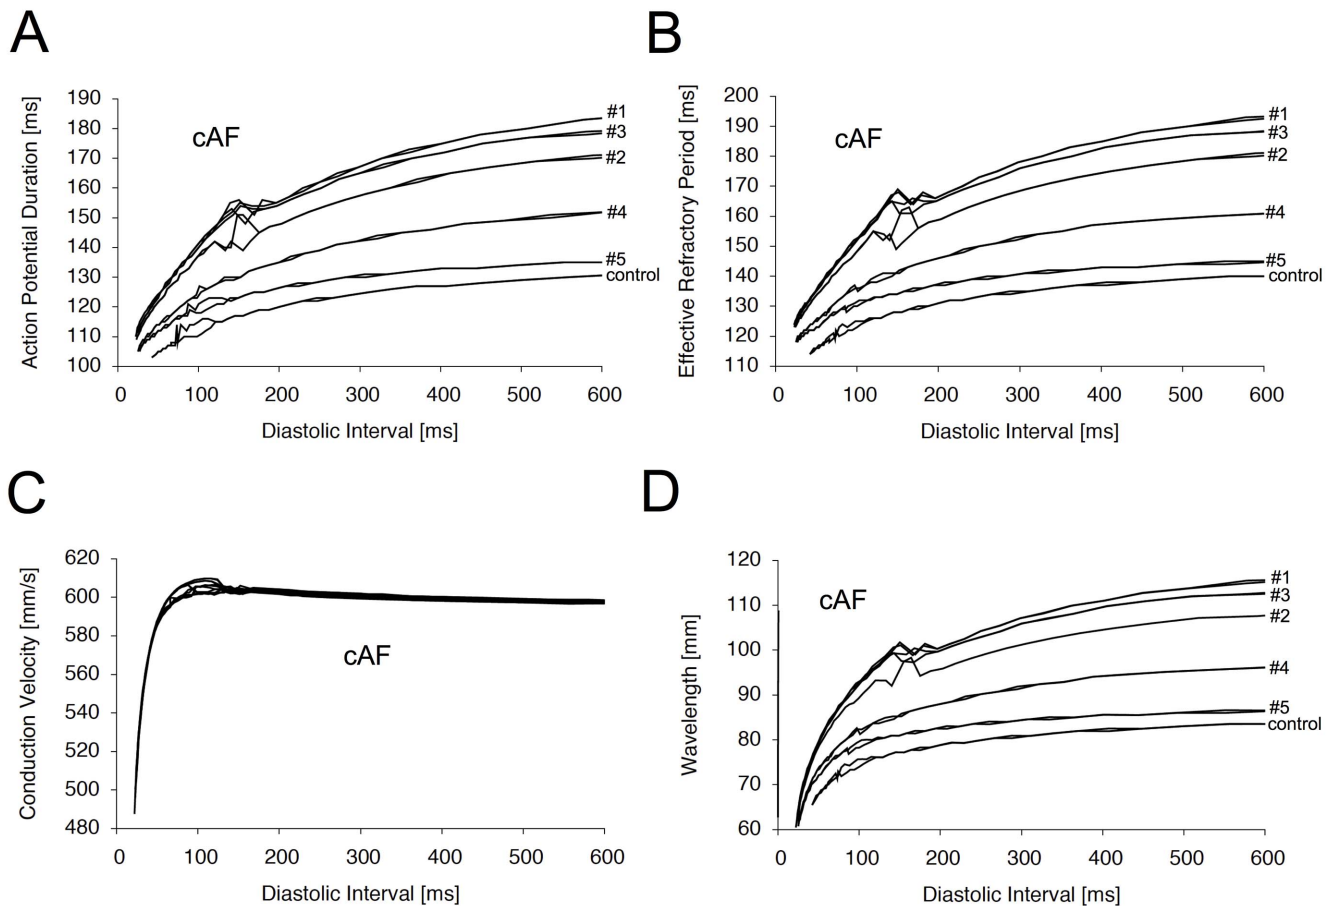 A
Action Potential Duration [ms]
190
180
170
160
150
140
130
120
110
100
cAF
#1
#3
#2
#4
#5
control
0 100 200 300 400 500 600
Diastolic Interval [ms]
B
Effective Refractory Period [ms]
200
190
180
170
160
150
140
130
120
110
cAF
#1
#3
#2
#4
#5
control
0 100 200 300 400 500 600
Diastolic Interval [ms]
C
Conduction Velocity [mm/s]
620
600
580
560
540
520
500
480
cAF
0 100 200 300 400 500 600
Diastolic Interval [ms]
D
Wavelength [mm]
120
110
100
90
80
70
60
cAF
#1
#3
#2
#4
#5
control
0 100 200 300 400 500 600
Diastolic Interval [ms]